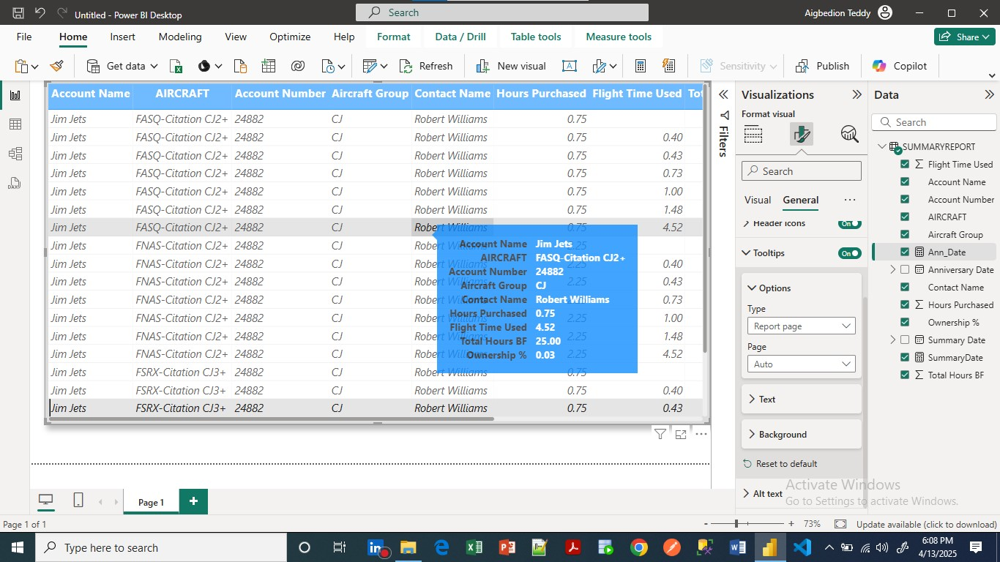 Untitled - Power BI Desktop
Search
Aigbedion Teddy
File Home Insert Modeling View Optimize Help Format Data / Drill Table tools Measure tools Share
Get data Refresh New visual A Sensitivity Publish Copilot
Account Name AIRCRAFT Account Number Aircraft Group Contact Name Hours Purchased Flight Time Used Tot
Jim Jets FASQ-Citation CJ2+ 24882 CJ Robert Williams 0.75
Jim Jets FASQ-Citation CJ2+ 24882 CJ Robert Williams 0.75 0.40
Jim Jets FASQ-Citation CJ2+ 24882 CJ Robert Williams 0.75 0.43
Jim Jets FASQ-Citation CJ2+ 24882 CJ Robert Williams 0.75 0.73
Jim Jets FASQ-Citation CJ2+ 24882 CJ Robert Williams 0.75 1.00
Jim Jets FASQ-Citation CJ2+ 24882 CJ Robert Williams 0.75 1.48
Jim Jets FASQ-Citation CJ2+ 24882 CJ Robert Williams 0.75 4.52
Jim Jets FNAS-Citation CJ2+ 24882 CJ Robert Williams 2.25
Jim Jets FNAS-Citation CJ2+ 24882 CJ Robert Williams 2.25 0.40
Jim Jets FNAS-Citation CJ2+ 24882 CJ Robert Williams 2.25 0.43
Jim Jets FNAS-Citation CJ2+ 24882 CJ Robert Williams 2.25 0.73
Jim Jets FNAS-Citation CJ2+ 24882 CJ Robert Williams 2.25 1.00
Jim Jets FNAS-Citation CJ2+ 24882 CJ Robert Williams 2.25 1.48
Jim Jets FNAS-Citation CJ2+ 24882 CJ Robert Williams 2.25 4.52
Jim Jets FSRX-Citation CJ3+ 24882 CJ Robert Williams 0.75
Jim Jets FSRX-Citation CJ3+ 24882 CJ Robert Williams 0.75 0.40
Jim Jets FSRX-Citation CJ3+ 24882 CJ Robert Williams 0.75 0.43
Account Name Jim Jets
AIRCRAFT FASQ-Citation CJ2+
Account Number 24882
Aircraft Group CJ
Contact Name Robert Williams
Hours Purchased 0.75
Flight Time Used 4.52
Total Hours BF 25.00
Ownership % 0.03
Filters
Visualizations
Format visual
Search
Visual General
Header icons On
Tooltips On
Options
Type
Report page
Page
Auto
Text
Background
Reset to default
Alt text
Data
Search
SUMMARYREPORT
Flight Time Used
Account Name
Account Number
AIRCRAFT
Aircraft Group
Ann_Date
Anniversary Date
Contact Name
Hours Purchased
Ownership %
Summary Date
SummaryDate
Total Hours BF
Activate Windows
Go to Settings to activate Windows.
Page 1
Page 1 of 1
73%
Update available (click to download)
Type here to search
6:08 PM
4/13/2025